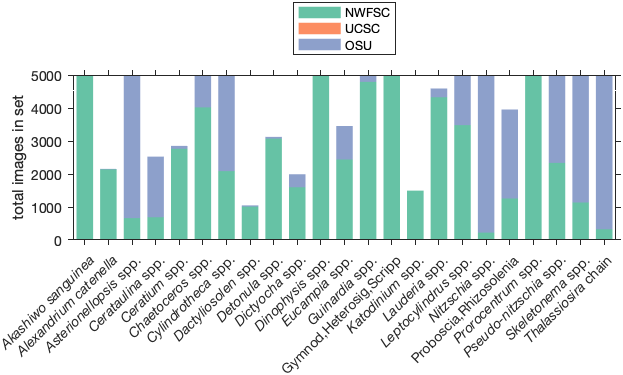 NWFSC
UCSC
OSU
total images in set
5000
4000
3000
2000
1000
0
Akashiwo sanguinea
Alexandrium catenella
Asterionellopsis spp.
Cerataulina spp.
Ceratium spp.
Chaetoceros spp.
Cylindrotheca spp.
Dactyliosolen spp.
Detonula spp.
Dictyocha spp.
Dinophysis spp.
Eucampia spp.
Guinardia spp.
Gymnod,Heterosig,Scripp
Katodinium spp.
Lauderia spp.
Leptocylindrus spp.
Nitzschia spp.
Proboscia,Rhizosolenia
Prorocentrum spp.
Pseudo-nitzschia spp.
Skeletonema spp.
Thalassiosira chain